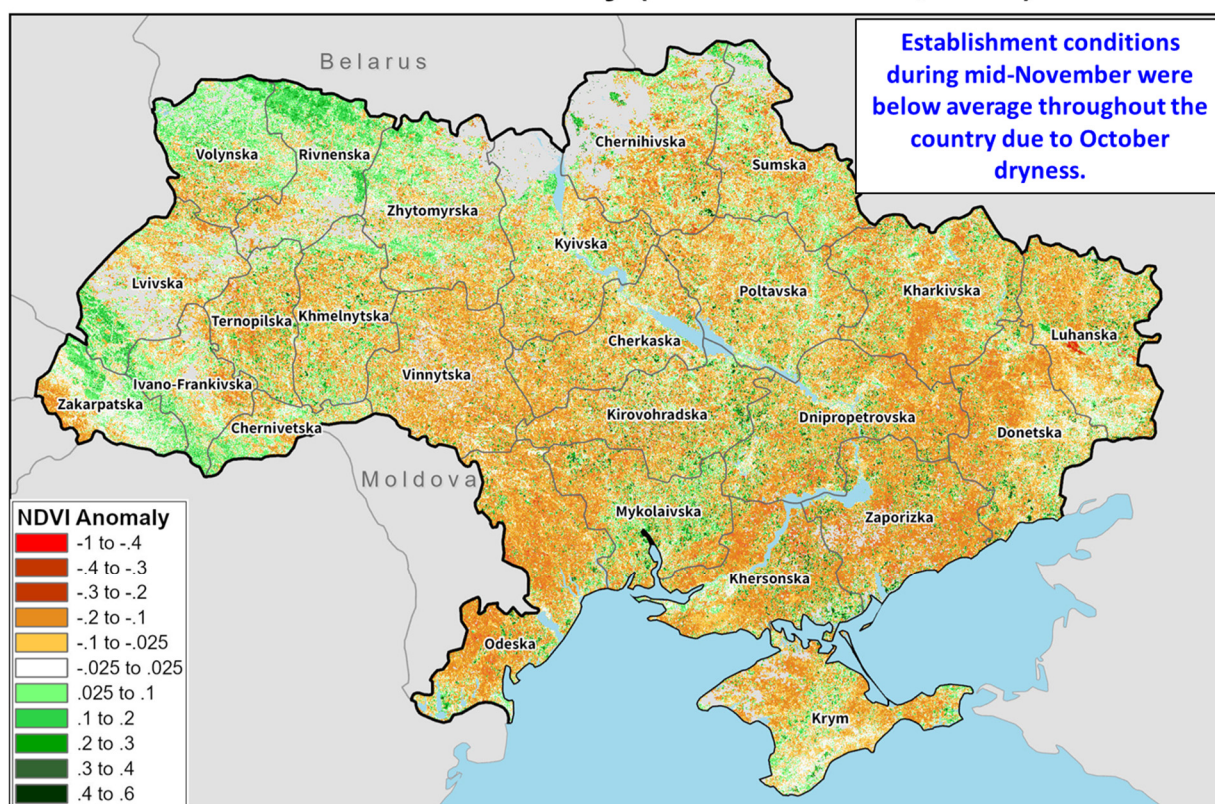 Establishment conditions
during mid-November were
below average throughout the
country due to October
dryness.
Belarus
Chernihivska
Sumska
Volynska
Rivnenska
Zhytomyrska
Kyivska
Lvivska
Ternopilska
Khmelnytska
Poltavska
Kharkivska
Luhanska
Cherkaska
Vinnytska
Ivano-Frankivska
Zakarpatska
Chernivetska
Kirovohradska
Dnipropetrovska
Donetska
Moldova
Mykolaivska
Zaporizka
Khersonska
Odeska
Krym
NDVI Anomaly
-1 to -.4
-.4 to -.3
-.3 to -.2
-.2 to -.1
-.1 to -.025
-.025 to .025
.025 to .1
.1 to .2
.2 to .3
.3 to .4
.4 to .6